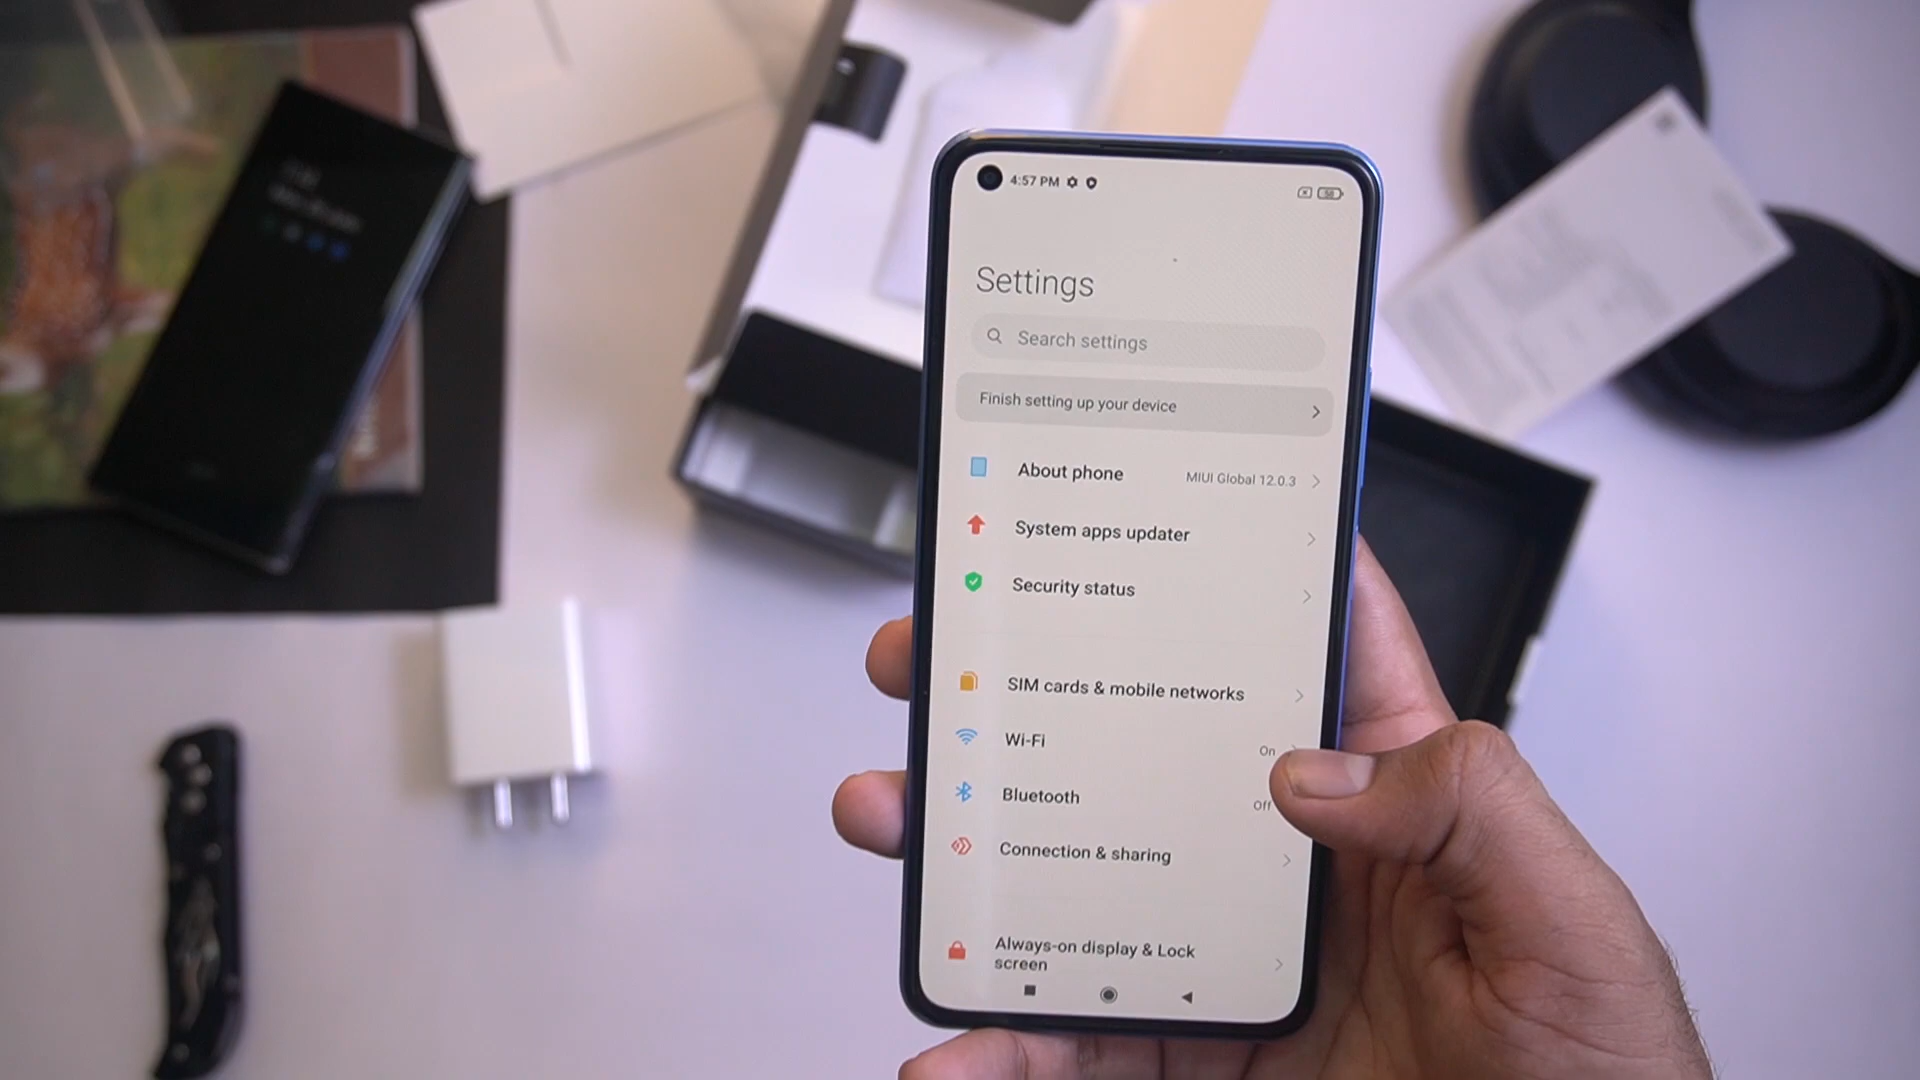 4:57 PM
Settings
Search settings
Finish setting up your device
About phone MIUI Global 12.0.3
System apps updater
Security status
SIM cards & mobile networks
Wi-Fi On
Bluetooth Off
Connection & sharing
Always-on display & Lock
screen